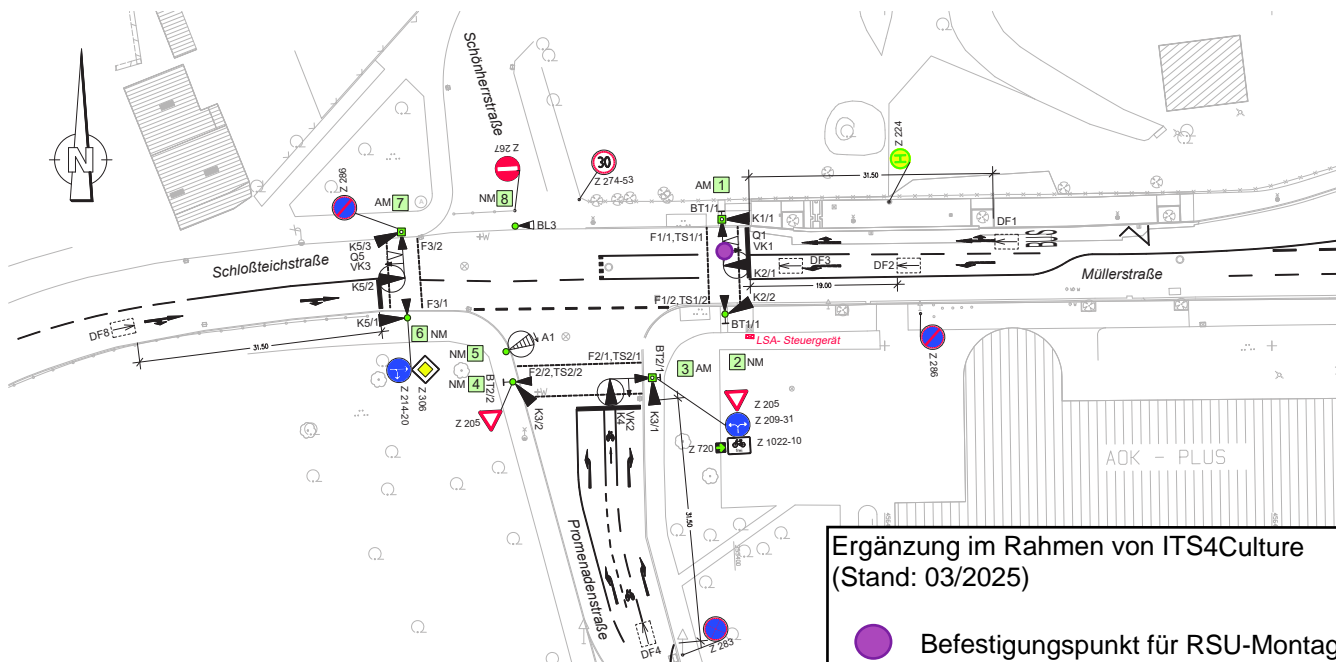 Schönherrstraße
Z 267
30
Z 274-53
NM 8
BL3
Z 224
H
Z 296
AM 7
AM 1
31.50
BT1/1
K1/1
DF1
BUS
N
K5/3
Q5
VK3
F3/2
F1/1,TS1/1
Q1
VK1
Schloßteichstraße
K5/2
K2/1
DF3
DF2
Müllerstraße
19.00
F3/1
F1/2,TS1/2
K2/2
K5/1
DF8
31.50
6 NM
BT1/1
LSA- Steuergerät
Z 286
A1
NM 5
F2/1,TS2/1
BT2/1
3 AM
2 NM
NM 4
BT2/2
F2/2,TS2/2
Z 214-20
Z 306
Z 205
K3/2
K4
VK2
K3/1
Z 205
Z 209-31
Z 720
Z 1022-10
AOK - PLUS
31.50
Promenadenstraße
DF4
Z 283
Ergänzung im Rahmen von ITS4Culture
(Stand: 03/2025)
Befestigungspunkt für RSU-Montag